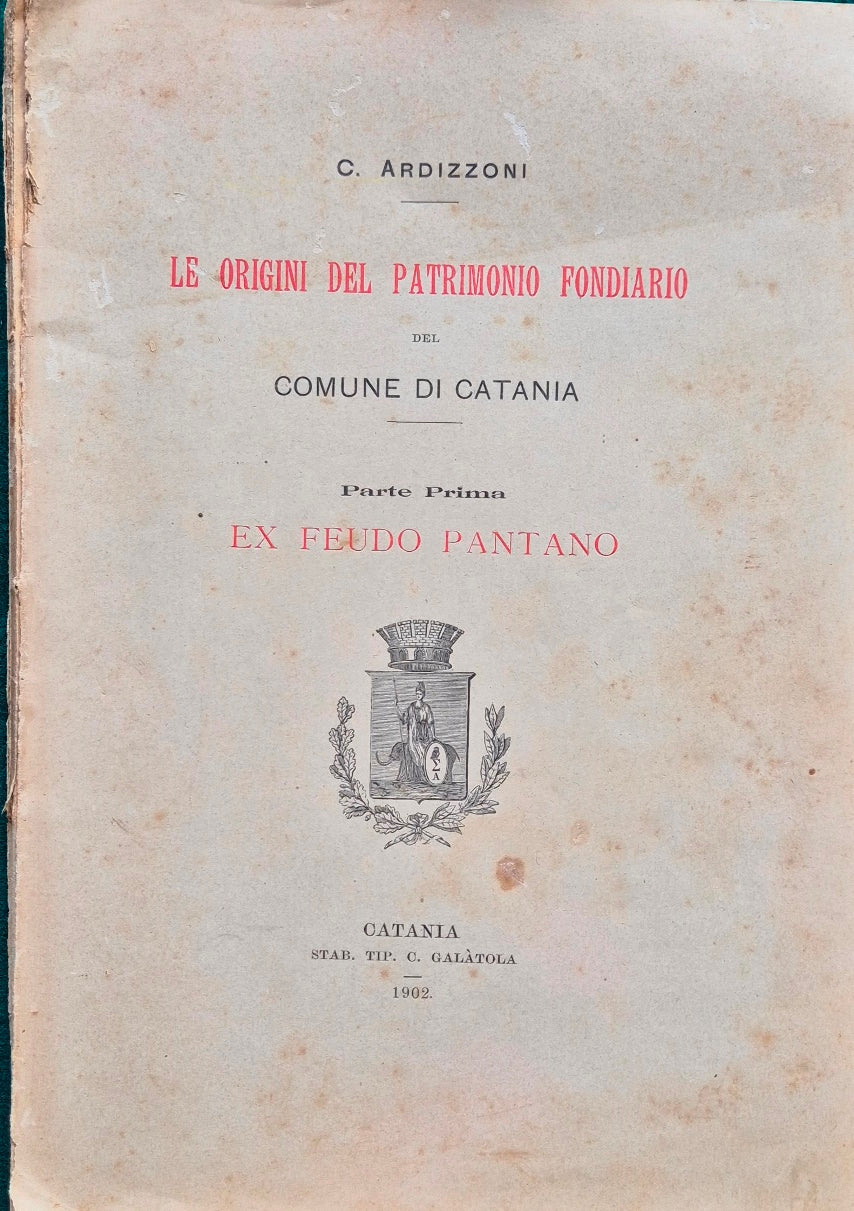 C. ARDIZZONI
LE ORIGINI DEL PATRIMONIO FONDIARIO
DEL
COMUNE DI CATANIA
Parte Prima
EX FEUDO PANTANO
Σ
Λ
CATANIA
STAB. TIP. C. GALÀTOLA
1902.